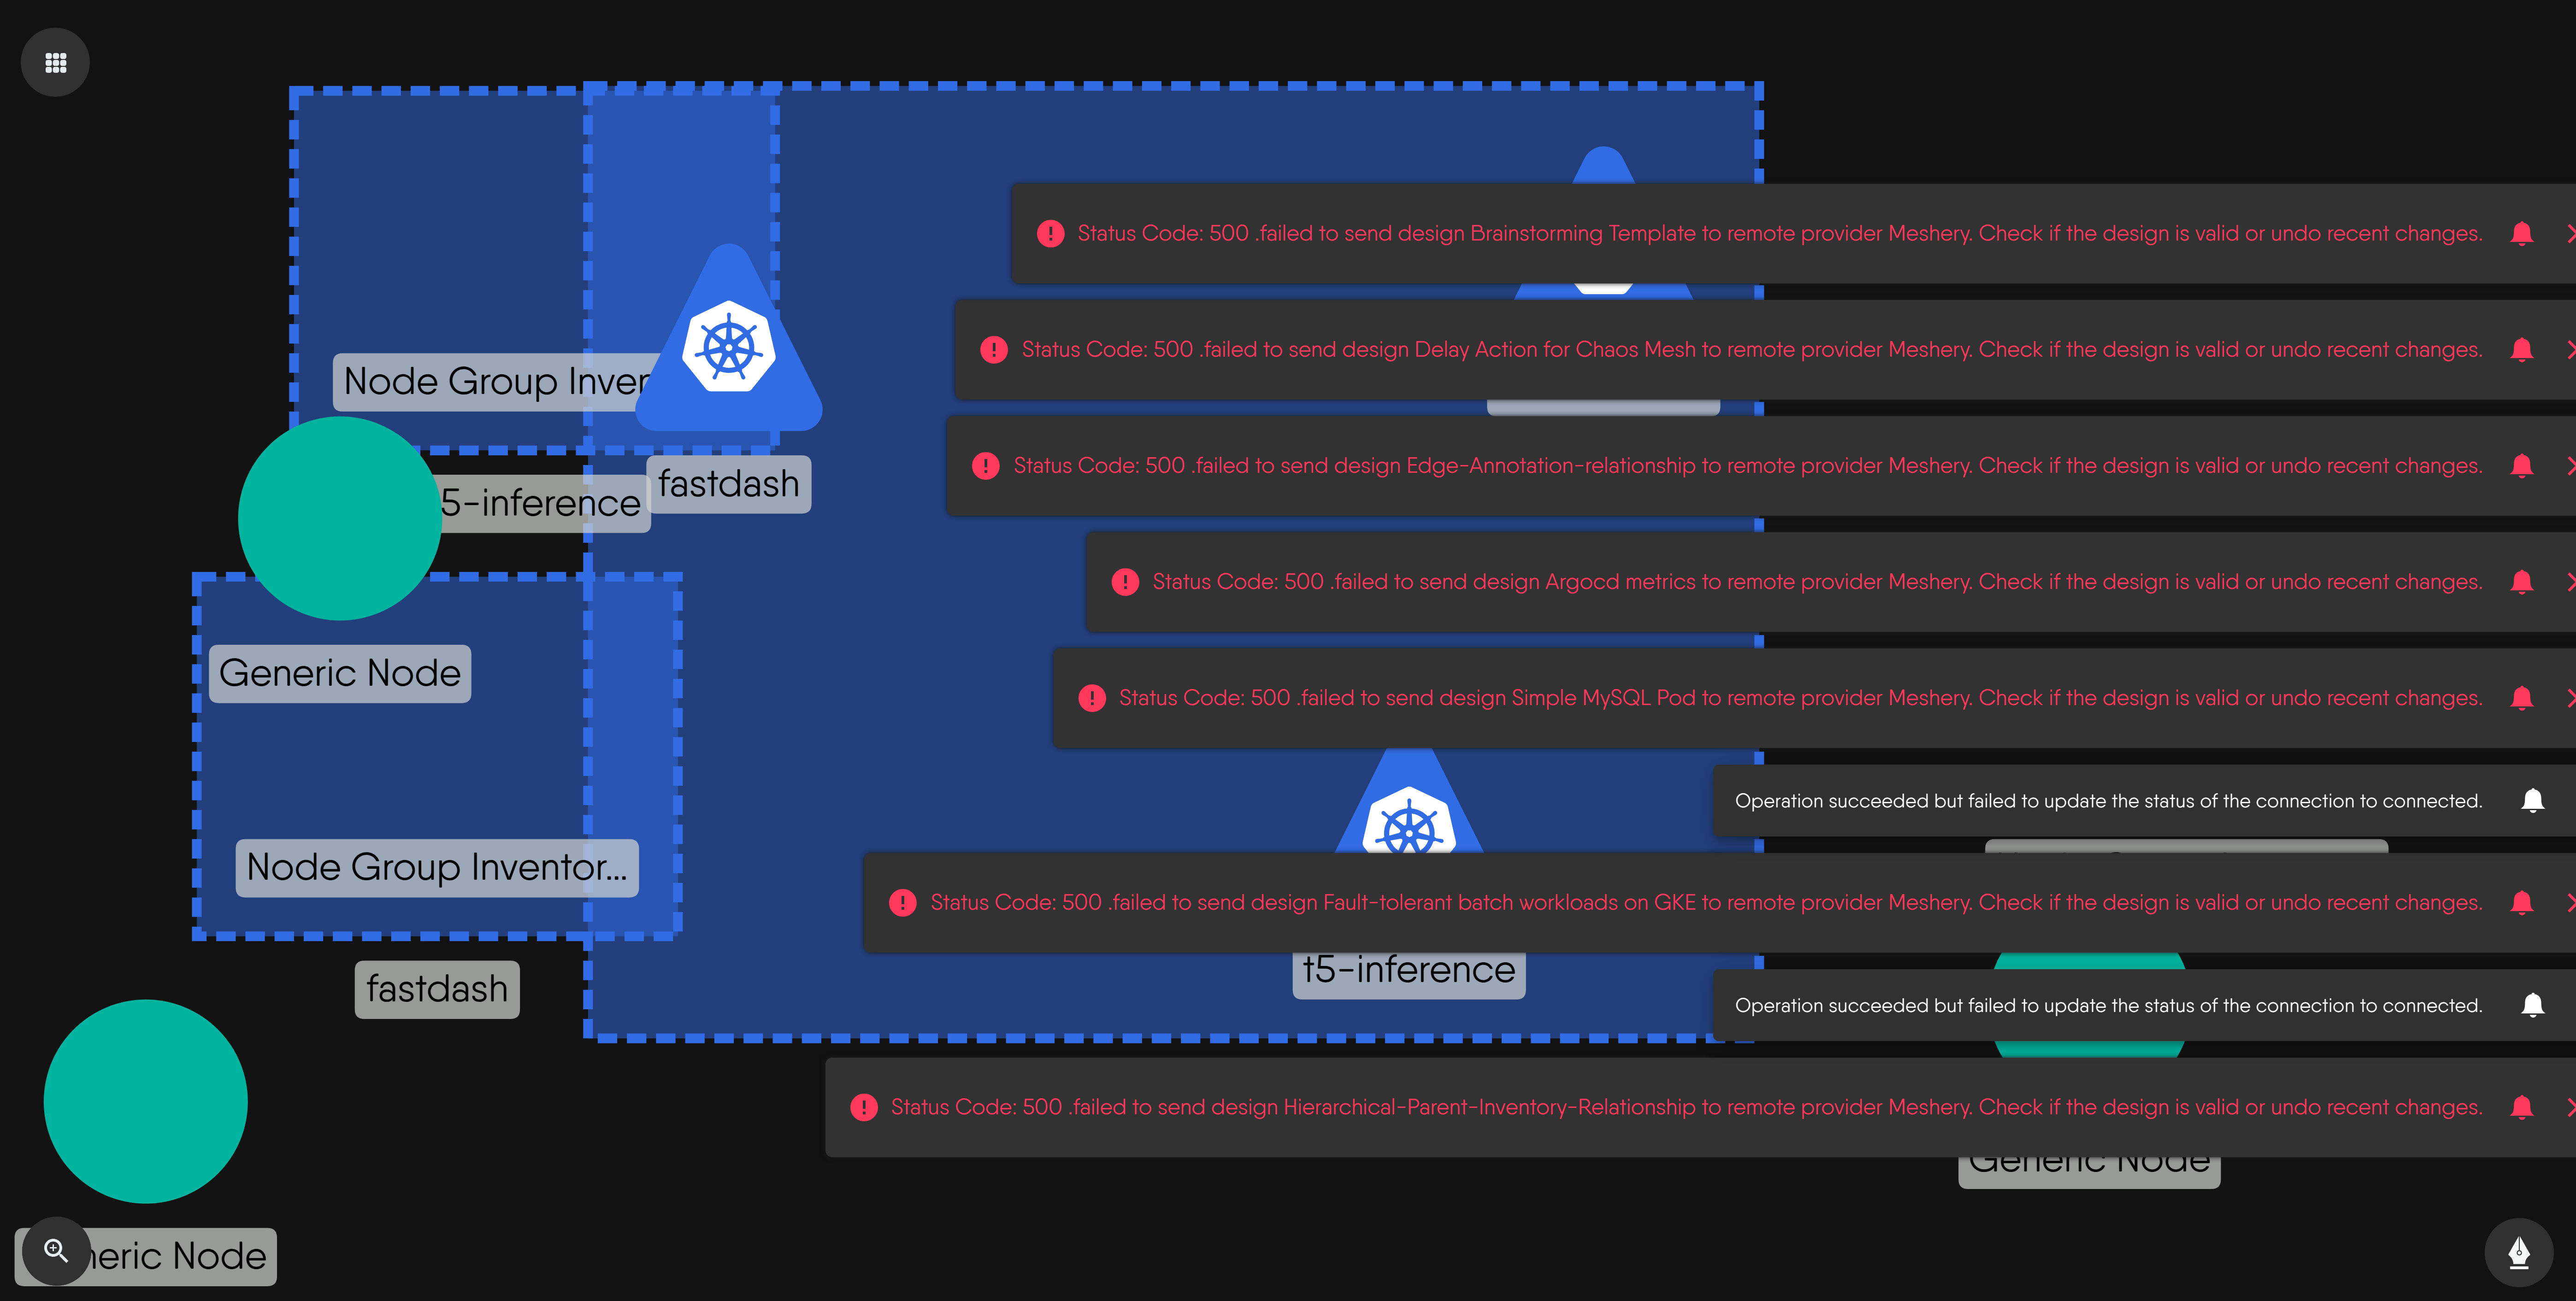 Status Code: 500 .failed to send design Brainstorming Template to remote provider Meshery. Check if the design is valid or undo recent changes.
Status Code: 500 .failed to send design Delay Action for Chaos Mesh to remote provider Meshery. Check if the design is valid or undo recent changes.
Node Group Inver
Status Code: 500 .failed to send design Edge-Annotation-relationship to remote provider Meshery. Check if the design is valid or undo recent changes.
fastdash
5-inference
Status Code: 500 .failed to send design Argocd metrics to remote provider Meshery. Check if the design is valid or undo recent changes.
Generic Node
Status Code: 500 .failed to send design Simple MySQL Pod to remote provider Meshery. Check if the design is valid or undo recent changes.
Operation succeeded but failed to update the status of the connection to connected.
Node Group Inventor...
Status Code: 500 .failed to send design Fault-tolerant batch workloads on GKE to remote provider Meshery. Check if the design is valid or undo recent changes.
t5-inference
fastdash
Operation succeeded but failed to update the status of the connection to connected.
Status Code: 500 .failed to send design Hierarchical-Parent-Inventory-Relationship to remote provider Meshery. Check if the design is valid or undo recent changes.
Generic Node
neric Node